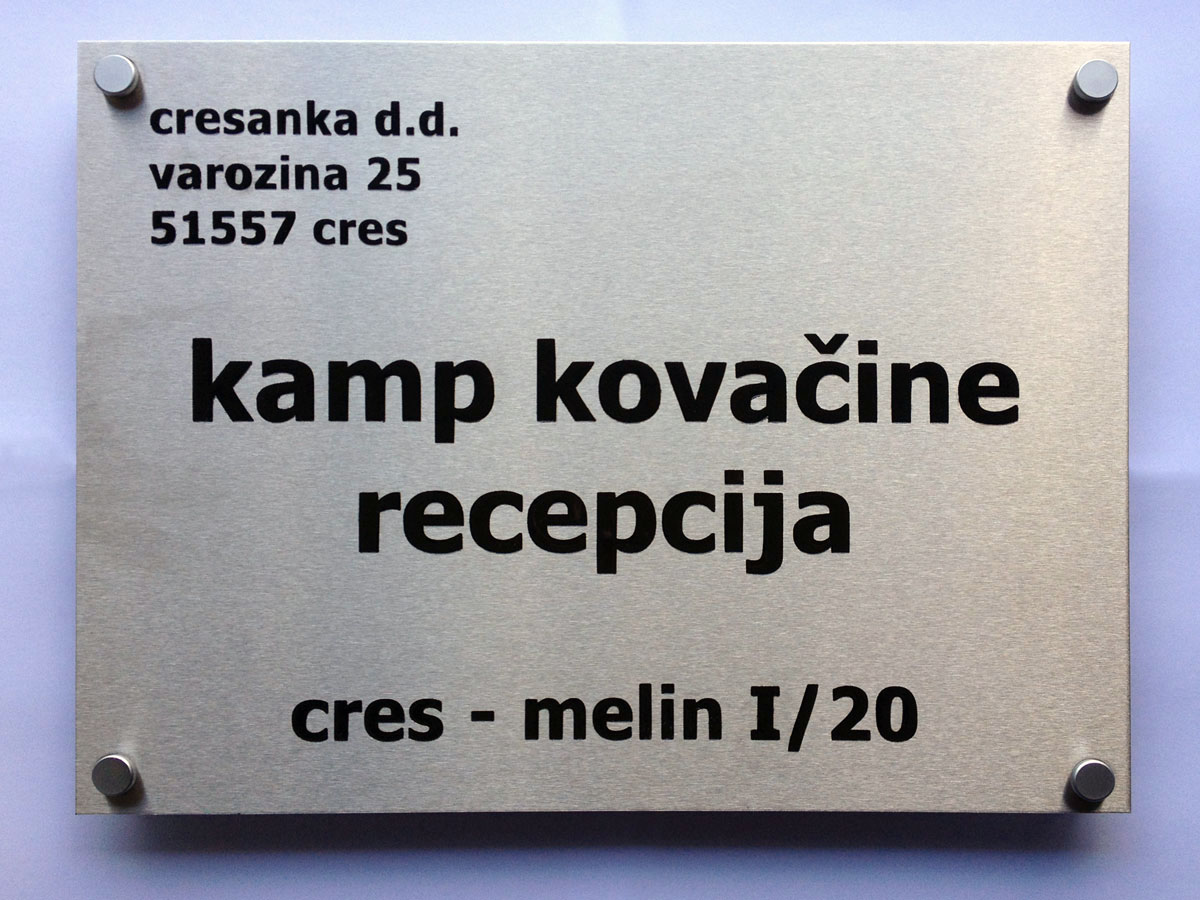 cresanka d.d.
varozina 25
51557 cres
kamp kovačine
recepcija
cres - melin I/20